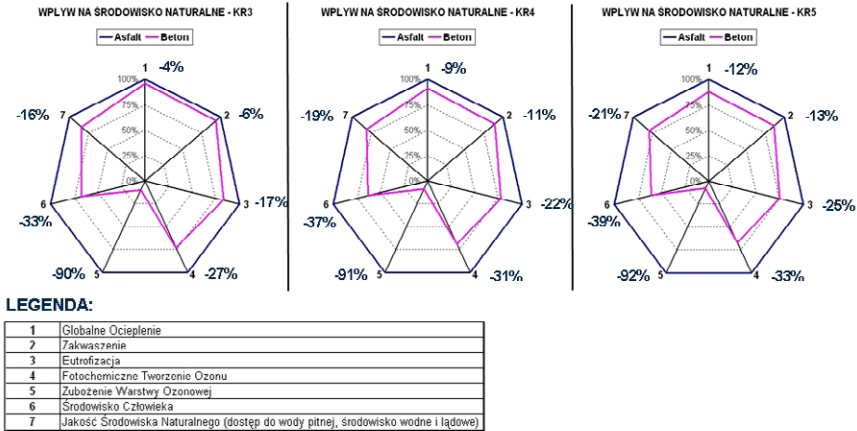 WPŁYW NA ŚRODOWISKO NATURALNE - KR3
Asfalt Beton
1 -4%
100%
-16% 7 75% 2 -6%
50%
25%
0%
6 3 -17%
-33%
-90% 5 4 -27%
WPŁYW NA ŚRODOWISKO NATURALNE - KR4
Asfalt Beton
1 -9%
100%
-19% 7 75% 2 -11%
50%
25%
0%
6 3 -22%
-37%
-91% 5 4 -31%
WPŁYW NA ŚRODOWISKO NATURALNE - KR5
Asfalt Beton
1 -12%
100%
-21% 7 75% 2 -13%
50%
25%
0%
6 3 -25%
-39%
-92% 5 4 -33%
LEGENDA:
1 Globalne Ocieplenie
2 Zakwaszenie
3 Eutrofizacja
4 Fotochemiczne Tworzenie Ozonu
5 Zubożenie Warstwy Ozonowej
6 Środowisko Człowieka
7 Jakość Środowiska Naturalnego (dostęp do wody pitnej, środowisko wodne i lądowe)